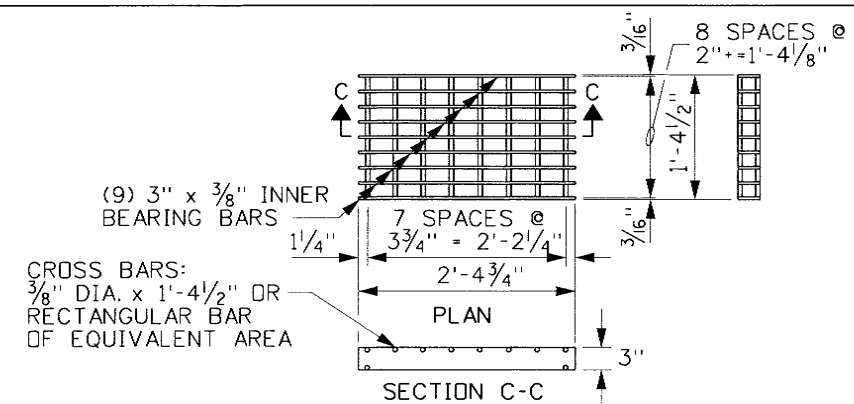 3/16"
8 SPACES @
2"+=1'-4 1/8"
C
C
1'-4 1/2"
(9) 3" x 3/8" INNER
BEARING BARS
7 SPACES @
3/16"
1 1/4"
3 3/4" = 2'-2 1/4"
2'-4 3/4"
CROSS BARS:
3/8" DIA. x 1'-4 1/2" OR
RECTANGULAR BAR
OF EQUIVALENT AREA
PLAN
3"
SECTION C-C